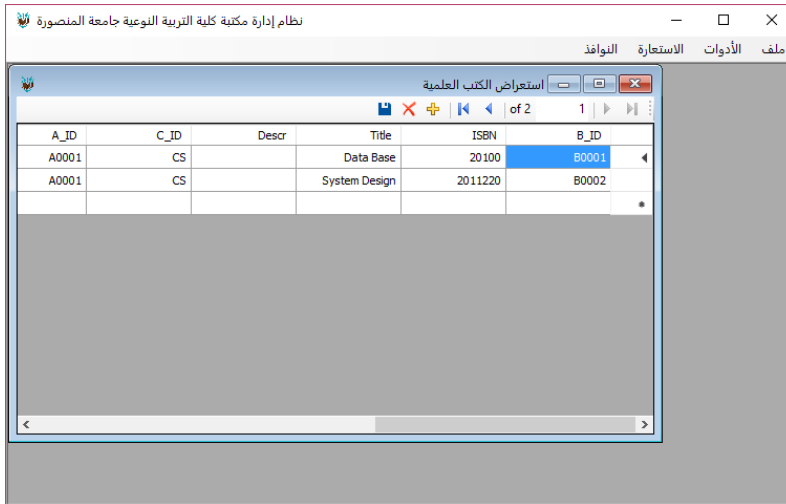 نظام إدارة مكتبة كلية التربية النوعية جامعة المنصورة
ملف الأدوات الاستعارة النوافذ
استعراض الكتب العلمية
1 of 2
B_ID ISBN Title Descr C_ID A_ID
B0001 20100 Data Base CS A0001
B0002 2011220 System Design CS A0001